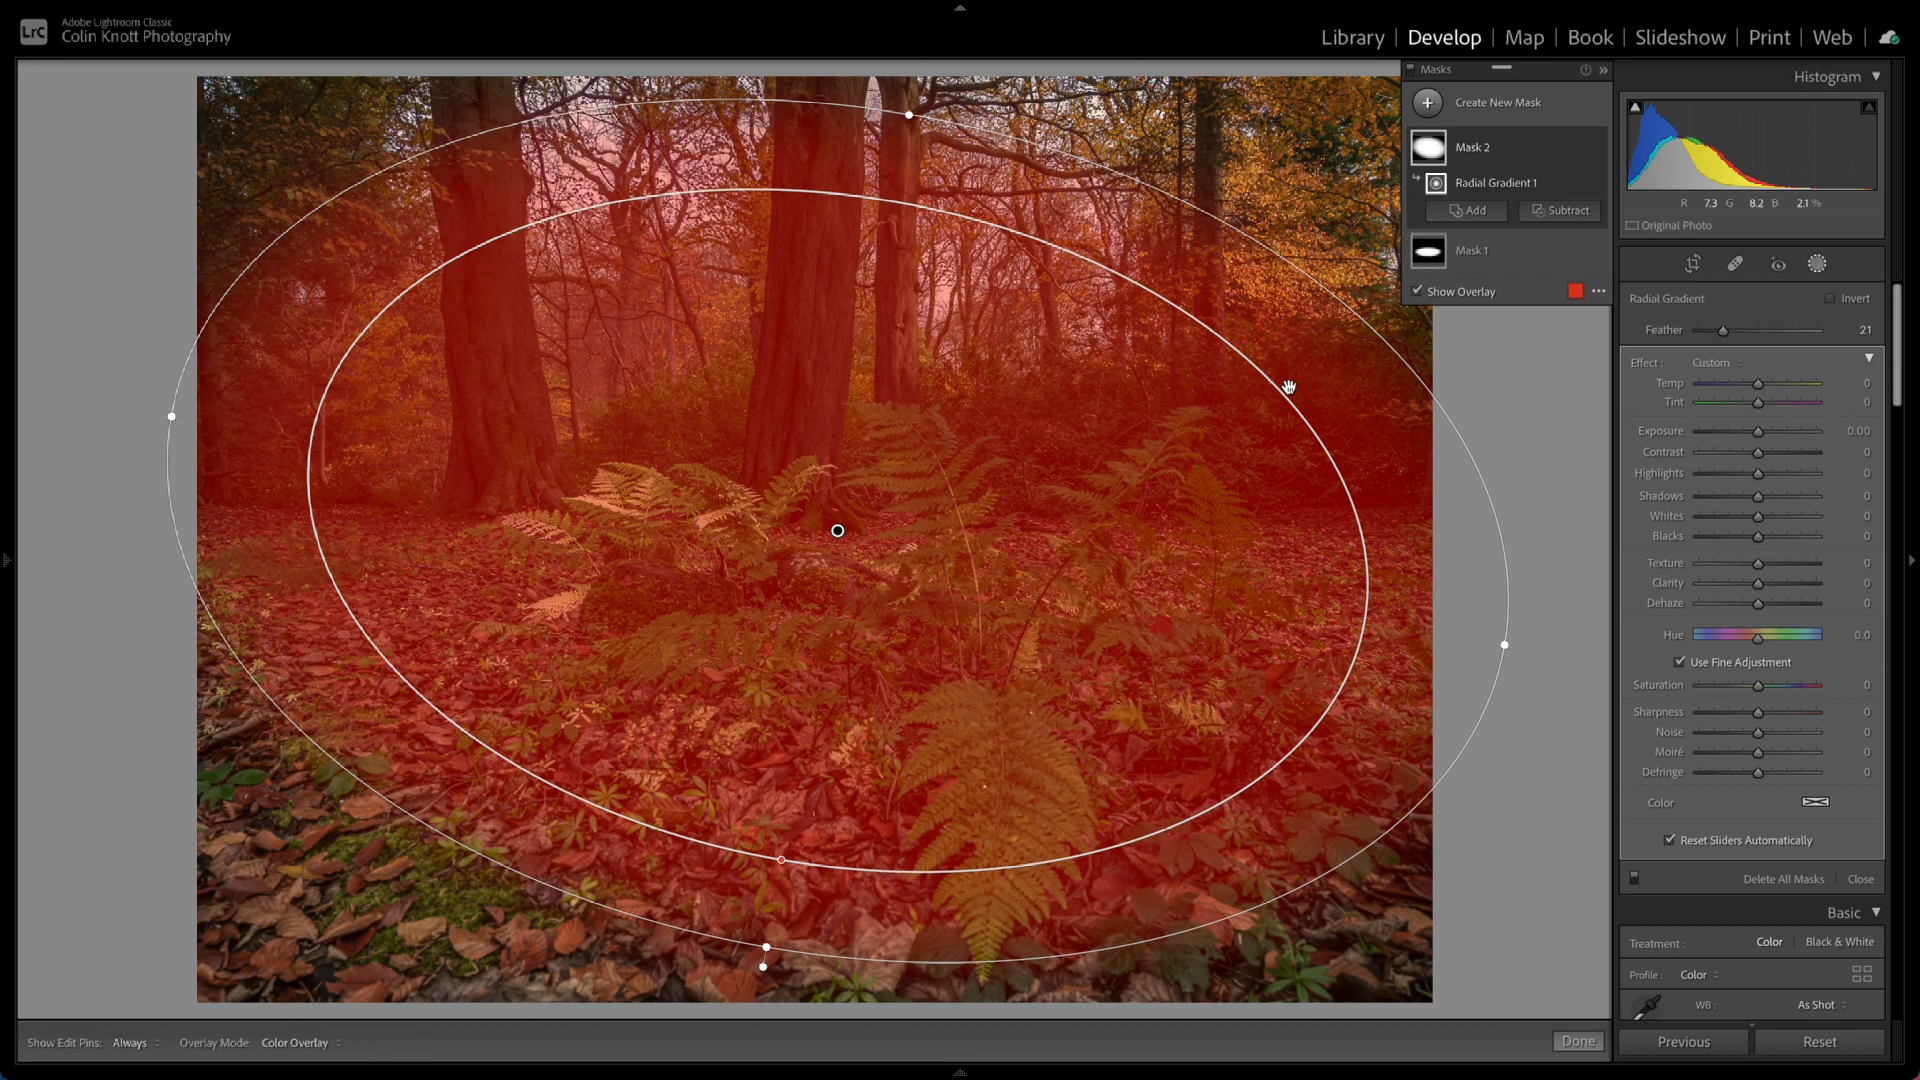 LrC
Adobe Lightroom Classic
Colin Knott Photography
Library | Develop | Map | Book | Slideshow | Print | Web
Masks
Create New Mask
Mask 2
Radial Gradient 1
Add
Subtract
Mask 1
Show Overlay
Histogram
R 7.3 G 8.2 B 2.1 %
Original Photo
Radial Gradient
Invert
Feather 21
Effect : Custom
Temp 0
Tint 0
Exposure 0.00
Contrast 0
Highlights 0
Shadows 0
Whites 0
Blacks 0
Texture 0
Clarity 0
Dehaze 0
Hue 0.0
Use Fine Adjustment
Saturation 0
Sharpness 0
Noise 0
Moiré 0
Defringe 0
Color
Reset Sliders Automatically
Delete All Masks | Close
Basic
Treatment : Color | Black & White
Profile : Color
WB : As Shot
Show Edit Pins: Always Overlay Mode: Color Overlay
Done
Previous
Reset